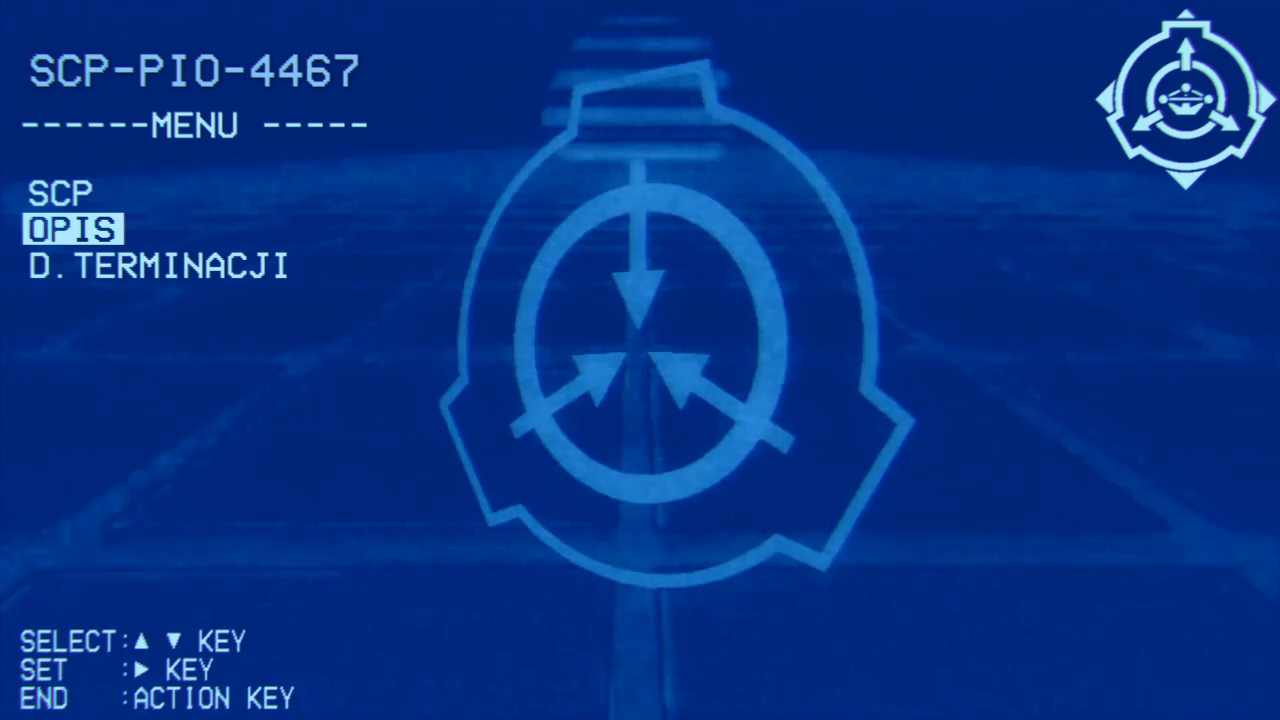 SCP-PIO-4467
------MENU -----
SCP
OPIS
D.TERMINACJI
SELECT:▲ ▼ KEY
SET :► KEY
END :ACTION KEY